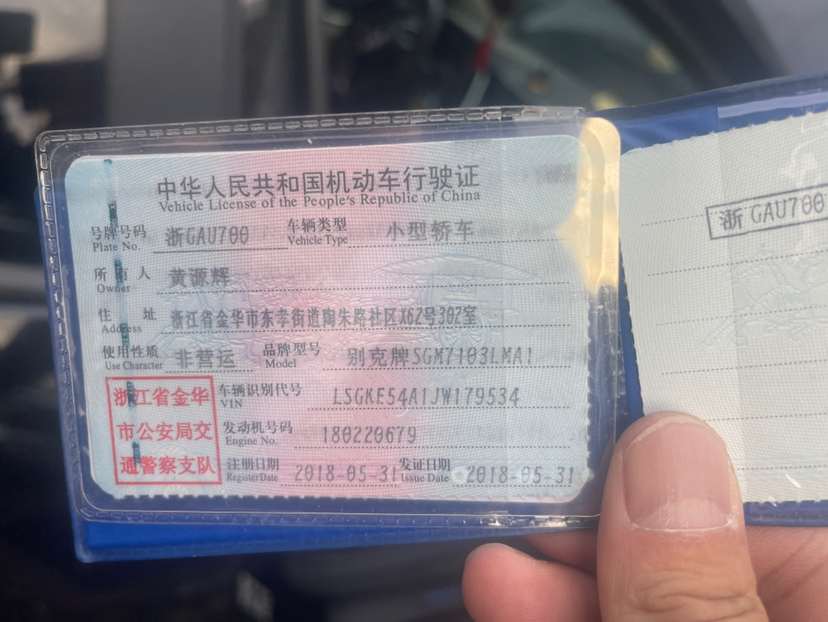 中华人民共和国机动车行驶证
Vehicle License of the People's Republic of China
号牌号码 浙GAU700 车辆类型 小型轿车
Plate No. Vehicle Type
所有人 黄源辉
Owner
住址 浙江省金华市东孝街道陶朱路社区X62号302室
Address
使用性质 非营运 品牌型号 别克牌SGM7103LMA1
Use Character Model
浙江省金华
市公安局交
通警察支队
车辆识别代号 LSGKE54A1JW179534
VIN
发动机号码 180220679
Engine No.
注册日期 2018-05-31 发证日期 2018-05-31
Register Date Issue Date
浙GAU700